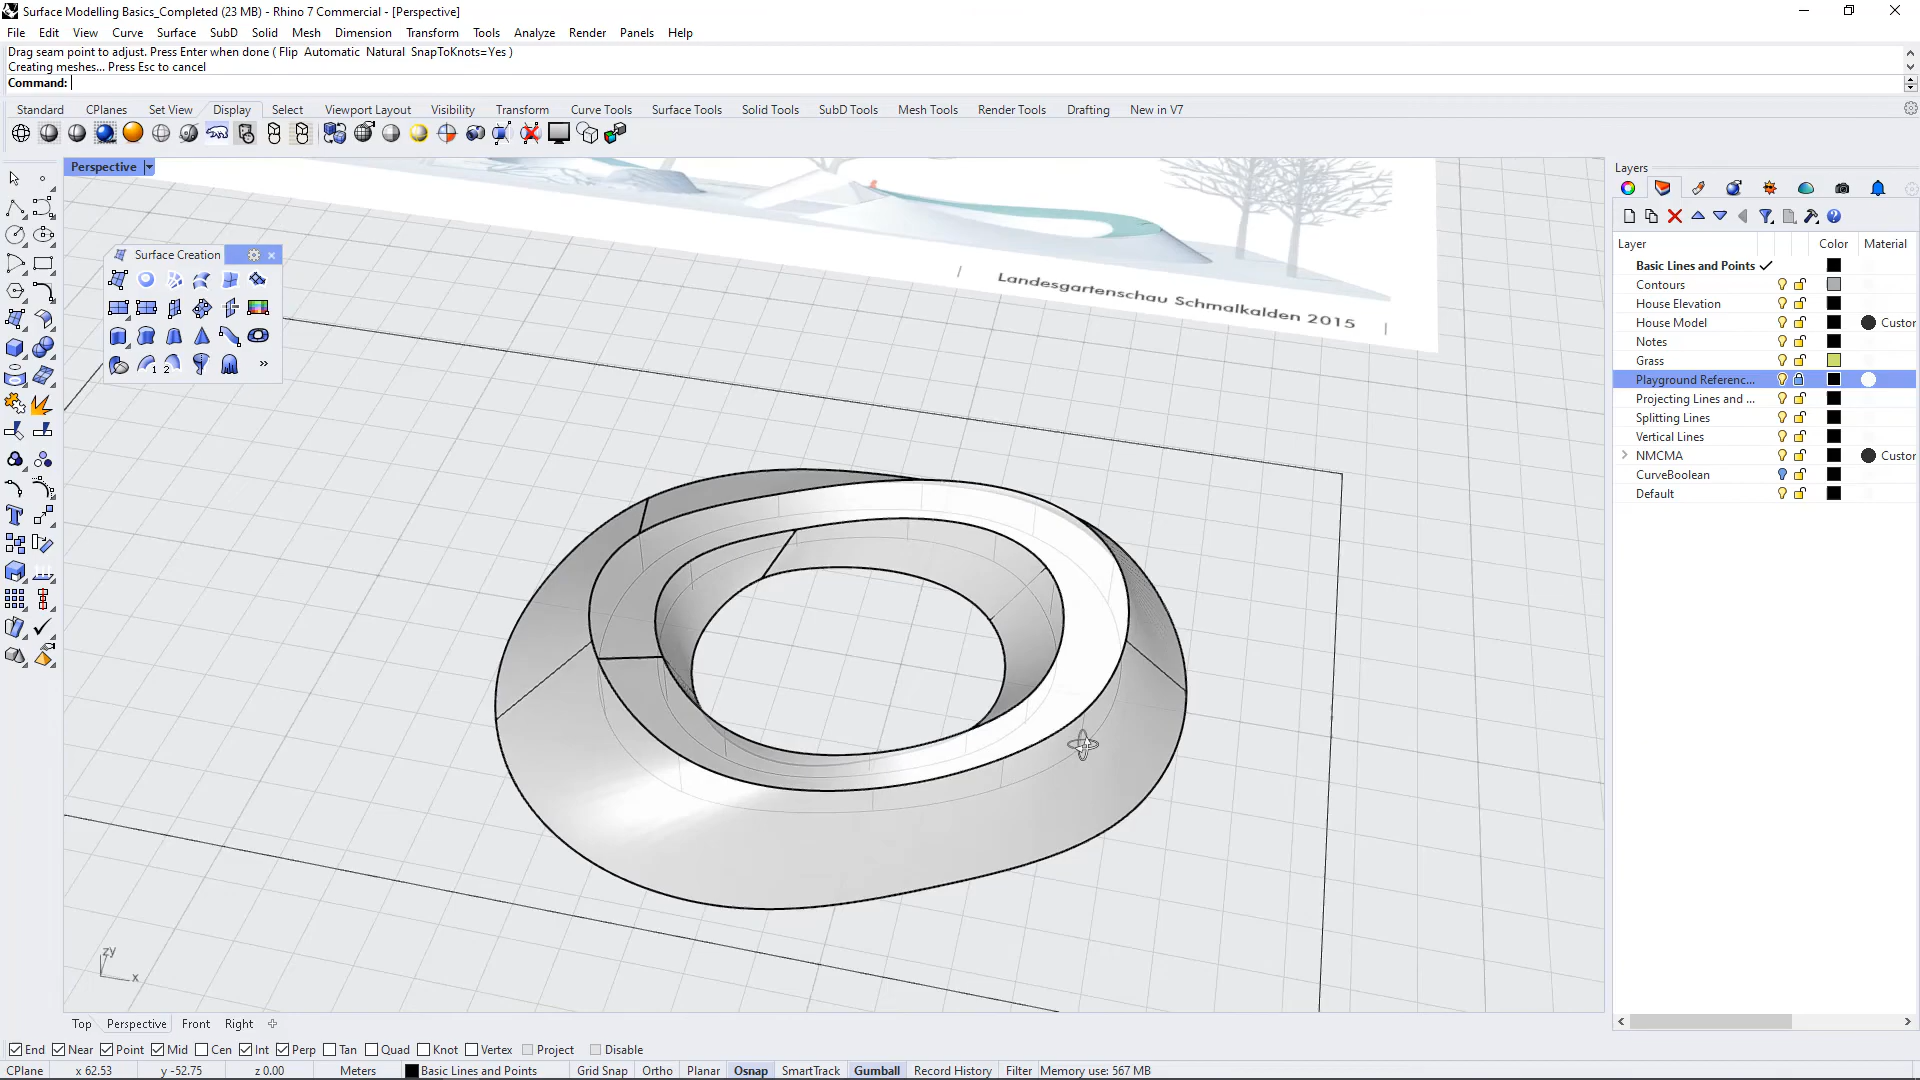 Surface Modelling Basics_Completed (23 MB) - Rhino 7 Commercial - [Perspective]
File Edit View Curve Surface SubD Solid Mesh Dimension Transform Tools Analyze Render Panels Help
Drag seam point to adjust. Press Enter when done ( Flip Automatic Natural SnapToKnots=Yes )
Creating meshes... Press Esc to cancel
Command:
Standard CPlanes Set View Display Select Viewport Layout Visibility Transform Curve Tools Surface Tools Solid Tools SubD Tools Mesh Tools Render Tools Drafting New in V7
Perspective
Surface Creation
1 2
»
| Landesgartenschau Schmalkalden 2015 |
zy
x
Layers
Layer Color Material
Basic Lines and Points
Contours
House Elevation
House Model Custor
Notes
Grass
Playground Referenc...
Projecting Lines and ...
Splitting Lines
Vertical Lines
NMCMA Custor
CurveBoolean
Default
Top Perspective Front Right
End Near Point Mid Cen Int Perp Tan Quad Knot Vertex Project Disable
CPlane x 62.53 y -52.75 z 0.00 Meters Basic Lines and Points Grid Snap Ortho Planar Osnap SmartTrack Gumball Record History Filter Memory use: 567 MB